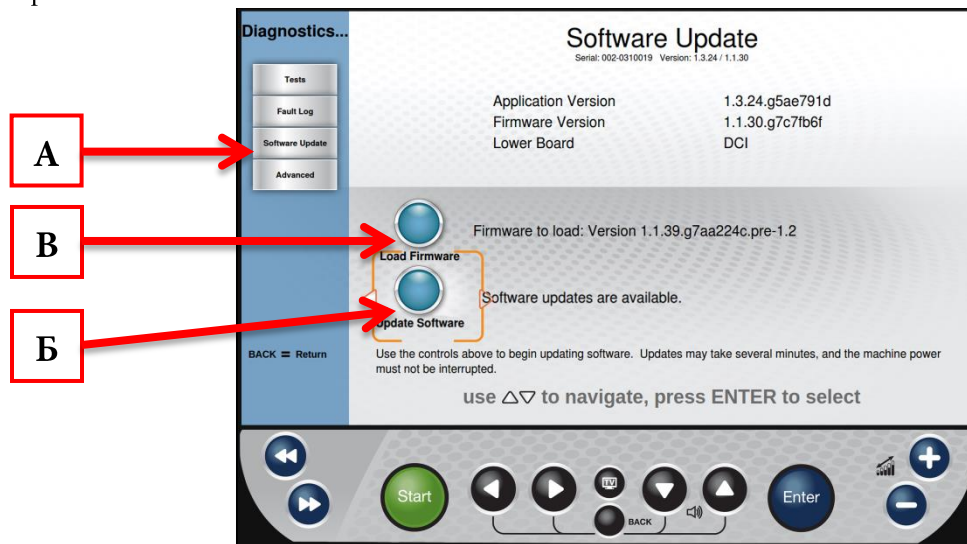 Diagnostics...
Tests
Fault Log
Software Update
Advanced
BACK = Return
Software Update
Serial: 002-0310019 Version: 1.3.24 / 1.1.30
Application Version 1.3.24.g5ae791d
Firmware Version 1.1.30.g7c7fb6f
Lower Board DCI
Load Firmware
Firmware to load: Version 1.1.39.g7aa224c.pre-1.2
Update Software
Software updates are available.
Use the controls above to begin updating software. Updates may take several minutes, and the machine power
must not be interrupted.
use △▽ to navigate, press ENTER to select
А
В
Б
Start
TV
BACK
Enter